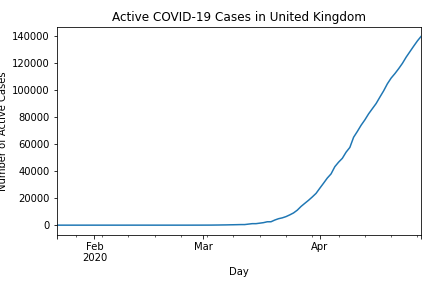 Active COVID-19 Cases in United Kingdom
140000
120000
100000
80000
60000
40000
20000
0
Number of Active Cases
Feb
2020
Mar
Apr
Day